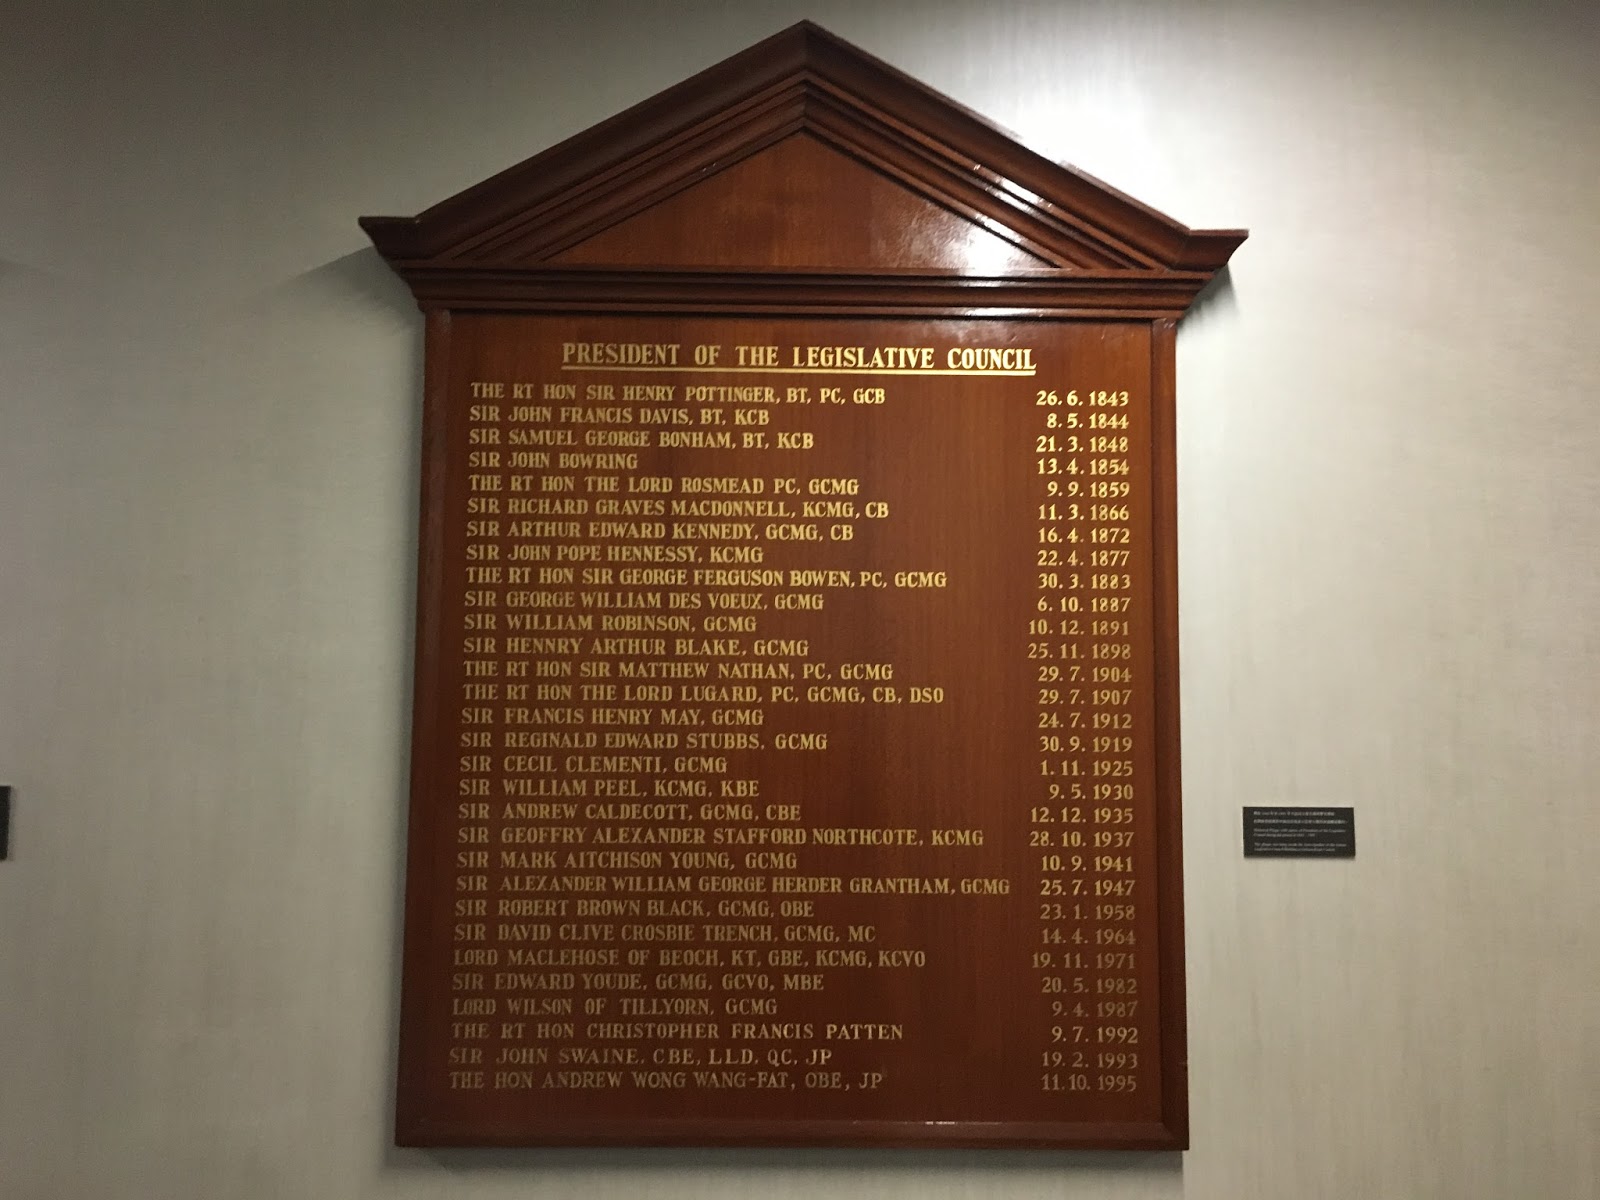 PRESIDENT OF THE LEGISLATIVE COUNCIL
THE RT HON SIR HENRY POTTINGER, BT, PC, GCB 26. 6. 1843
SIR JOHN FRANCIS DAVIS, BT, KCB 8. 5. 1844
SIR SAMUEL GEORGE BONHAM, BT, KCB 21. 3. 1848
SIR JOHN BOWRING 13. 4. 1854
THE RT HON THE LORD ROSMEAD PC, GCMG 9. 9. 1859
SIR RICHARD GRAVES MACDONNELL, KCMG, CB 11. 3. 1866
SIR ARTHUR EDWARD KENNEDY, GCMG, CB 16. 4. 1872
SIR JOHN POPE HENNESSY, KCMG 22. 4. 1877
THE RT HON SIR GEORGE FERGUSON BOWEN, PC, GCMG 30. 3. 1883
SIR GEORGE WILLIAM DES VOEUX, GCMG 6. 10. 1887
SIR WILLIAM ROBINSON, GCMG 10. 12. 1891
SIR HENNRY ARTHUR BLAKE, GCMG 25. 11. 1898
THE RT HON SIR MATTHEW NATHAN, PC, GCMG 29. 7. 1904
THE RT HON THE LORD LUGARD, PC, GCMG, CB, DSO 29. 7. 1907
SIR FRANCIS HENRY MAY, GCMG 24. 7. 1912
SIR REGINALD EDWARD STUBBS, GCMG 30. 9. 1919
SIR CECIL CLEMENTI, GCMG 1. 11. 1925
SIR WILLIAM PEEL, KCMG, KBE 9. 5. 1930
SIR ANDREW CALDECOTT, GCMG, CBE 12. 12. 1935
SIR GEOFFRY ALEXANDER STAFFORD NORTHCOTE, KCMG 28. 10. 1937
SIR MARK AITCHISON YOUNG, GCMG 10. 9. 1941
SIR ALEXANDER WILLIAM GEORGE HERDER GRANTHAM, GCMG 25. 7. 1947
SIR ROBERT BROWN BLACK, GCMG, OBE 23. 1. 1958
SIR DAVID CLIVE CROSBIE TRENCH, GCMG, MC 14. 4. 1964
LORD MACLEHOSE OF BEOCH, KT, GBE, KCMG, KCVO 19. 11. 1971
SIR EDWARD YOUDE, GCMG, GCVO, MBE 20. 5. 1982
LORD WILSON OF TILLYORN, GCMG 9. 4. 1987
THE RT HON CHRISTOPHER FRANCIS PATTEN 9. 7. 1992
SIR JOHN SWAINE, CBE, LL.D, QC, JP 19. 2. 1993
THE HON ANDREW WONG WANG-FAT, OBE, JP 11. 10. 1995